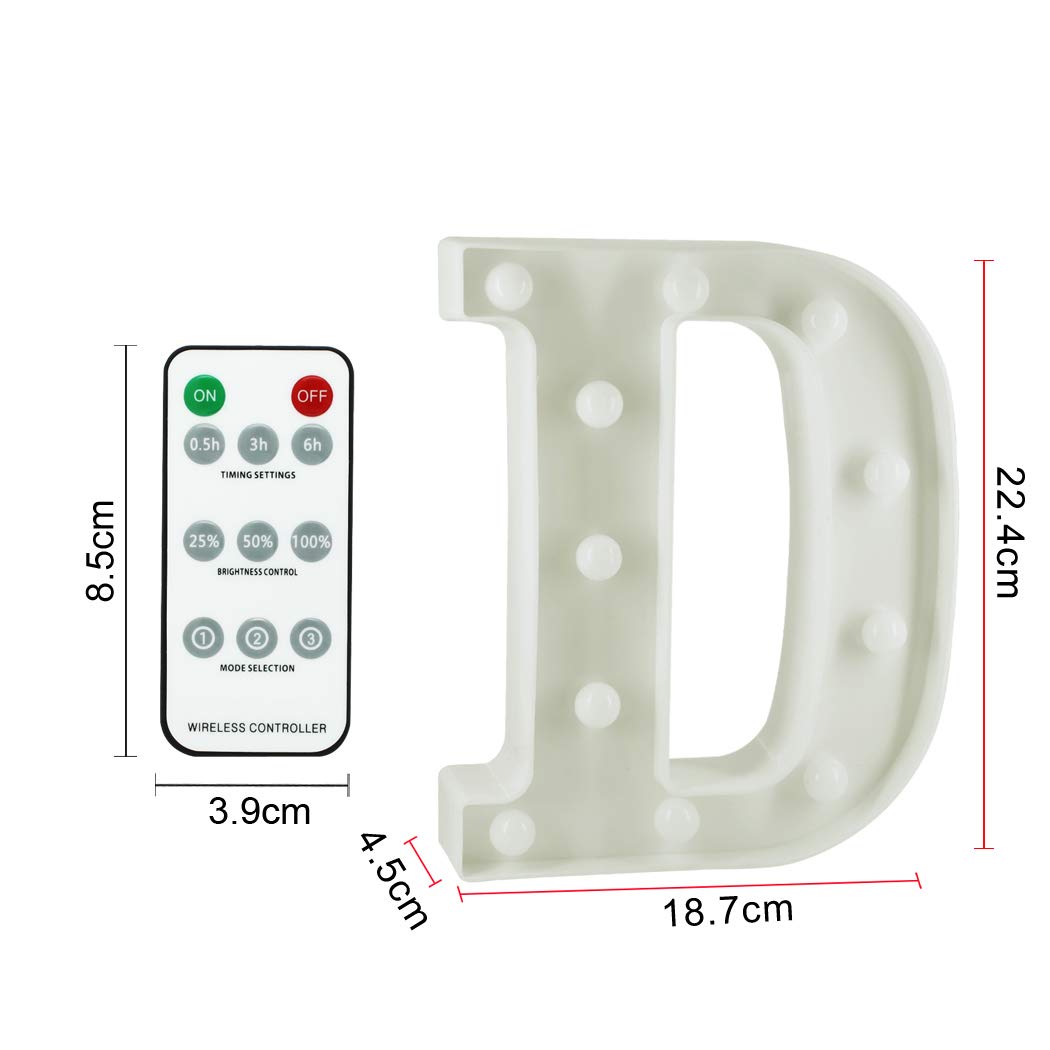 ON OFF
0.5h 3h 6h
TIMING SETTINGS
25% 50% 100%
BRIGHTNESS CONTROL
1 2 3
MODE SELECTION
WIRELESS CONTROLLER
8.5cm
3.9cm
D
22.4cm
4.5cm
18.7cm